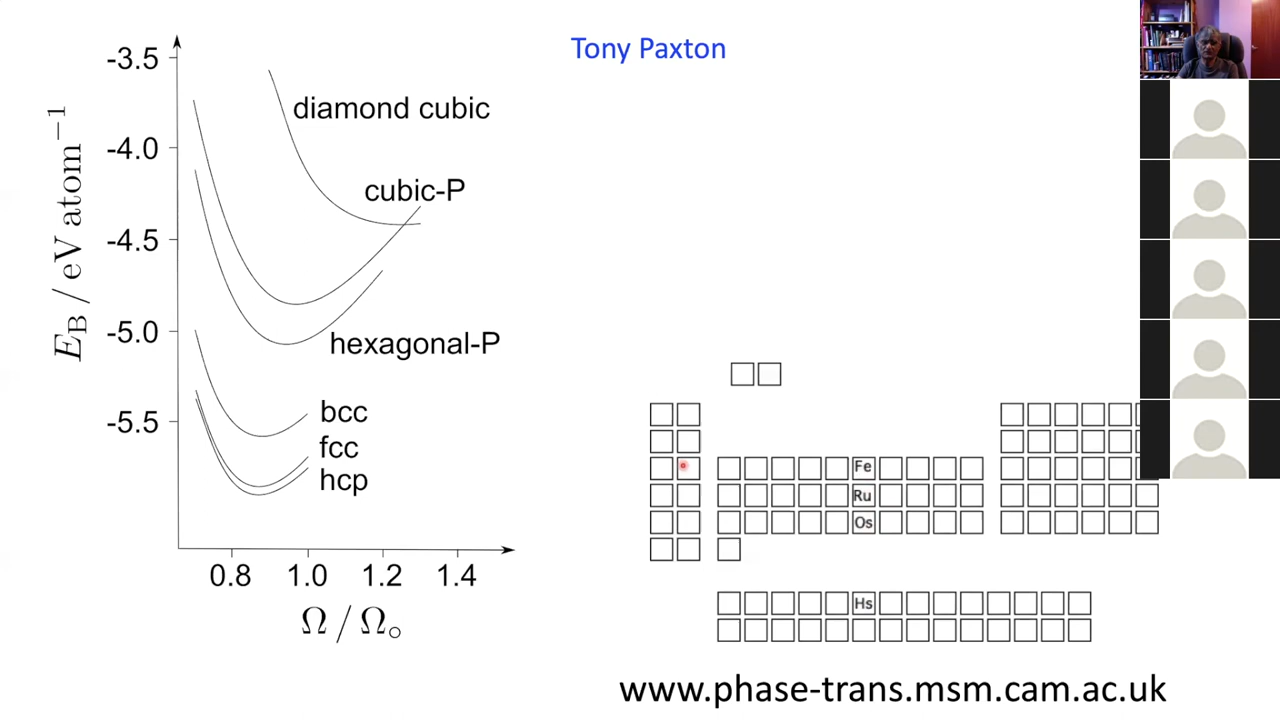 Tony Paxton
-3.5
-4.0
-4.5
-5.0
-5.5
E_B / eV atom⁻¹
diamond cubic
cubic-P
hexagonal-P
bcc
fcc
hcp
0.8 1.0 1.2 1.4
Ω / Ω∘
Fe
Ru
Os
Hs
www.phase-trans.msm.cam.ac.uk